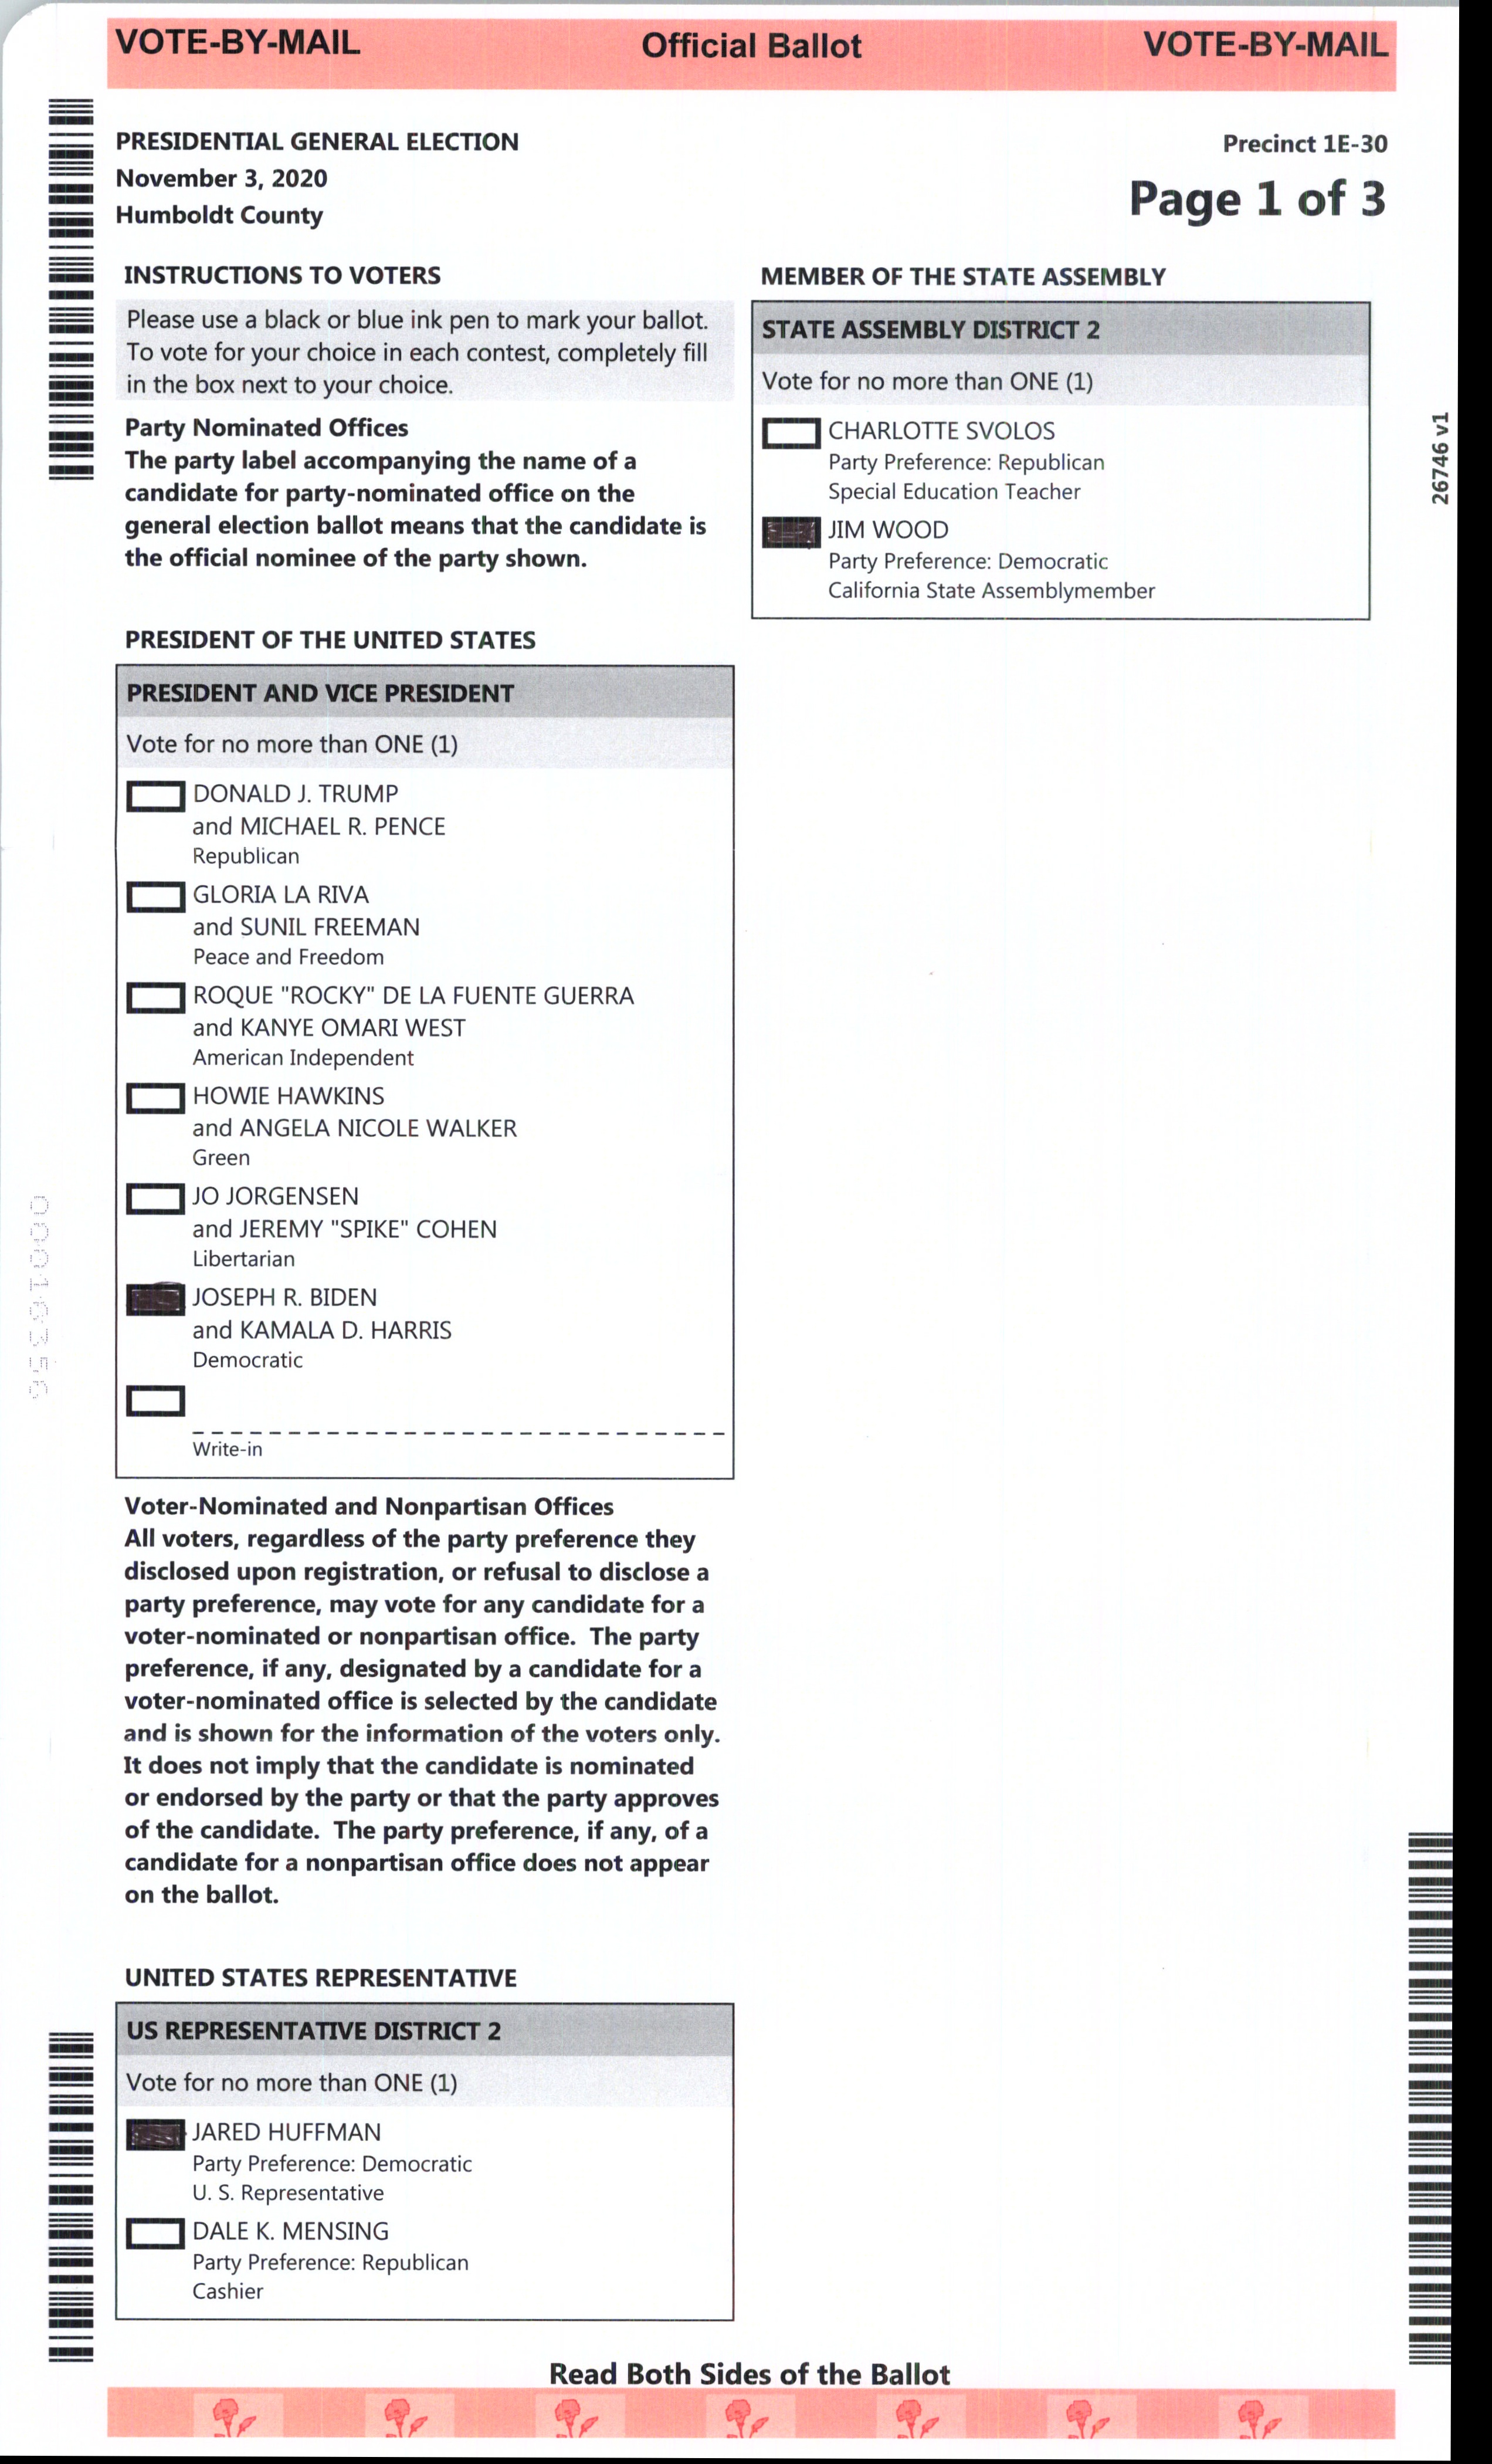 VOTE-BY-MAIL Official Ballot VOTE-BY-MAIL
PRESIDENTIAL GENERAL ELECTION
November 3, 2020
Humboldt County
Precinct 1E-30
Page 1 of 3
INSTRUCTIONS TO VOTERS
Please use a black or blue ink pen to mark your ballot.
To vote for your choice in each contest, completely fill
in the box next to your choice.
Party Nominated Offices
The party label accompanying the name of a
candidate for party-nominated office on the
general election ballot means that the candidate is
the official nominee of the party shown.
PRESIDENT OF THE UNITED STATES
PRESIDENT AND VICE PRESIDENT
Vote for no more than ONE (1)
DONALD J. TRUMP
and MICHAEL R. PENCE
Republican
GLORIA LA RIVA
and SUNIL FREEMAN
Peace and Freedom
ROQUE "ROCKY" DE LA FUENTE GUERRA
and KANYE OMARI WEST
American Independent
HOWIE HAWKINS
and ANGELA NICOLE WALKER
Green
JO JORGENSEN
and JEREMY "SPIKE" COHEN
Libertarian
JOSEPH R. BIDEN
and KAMALA D. HARRIS
Democratic
Write-in
Voter-Nominated and Nonpartisan Offices
All voters, regardless of the party preference they
disclosed upon registration, or refusal to disclose a
party preference, may vote for any candidate for a
voter-nominated or nonpartisan office. The party
preference, if any, designated by a candidate for a
voter-nominated office is selected by the candidate
and is shown for the information of the voters only.
It does not imply that the candidate is nominated
or endorsed by the party or that the party approves
of the candidate. The party preference, if any, of a
candidate for a nonpartisan office does not appear
on the ballot.
UNITED STATES REPRESENTATIVE
US REPRESENTATIVE DISTRICT 2
Vote for no more than ONE (1)
JARED HUFFMAN
Party Preference: Democratic
U. S. Representative
DALE K. MENSING
Party Preference: Republican
Cashier
MEMBER OF THE STATE ASSEMBLY
STATE ASSEMBLY DISTRICT 2
Vote for no more than ONE (1)
CHARLOTTE SVOLOS
Party Preference: Republican
Special Education Teacher
JIM WOOD
Party Preference: Democratic
California State Assemblymember
26746 v1
Read Both Sides of the Ballot